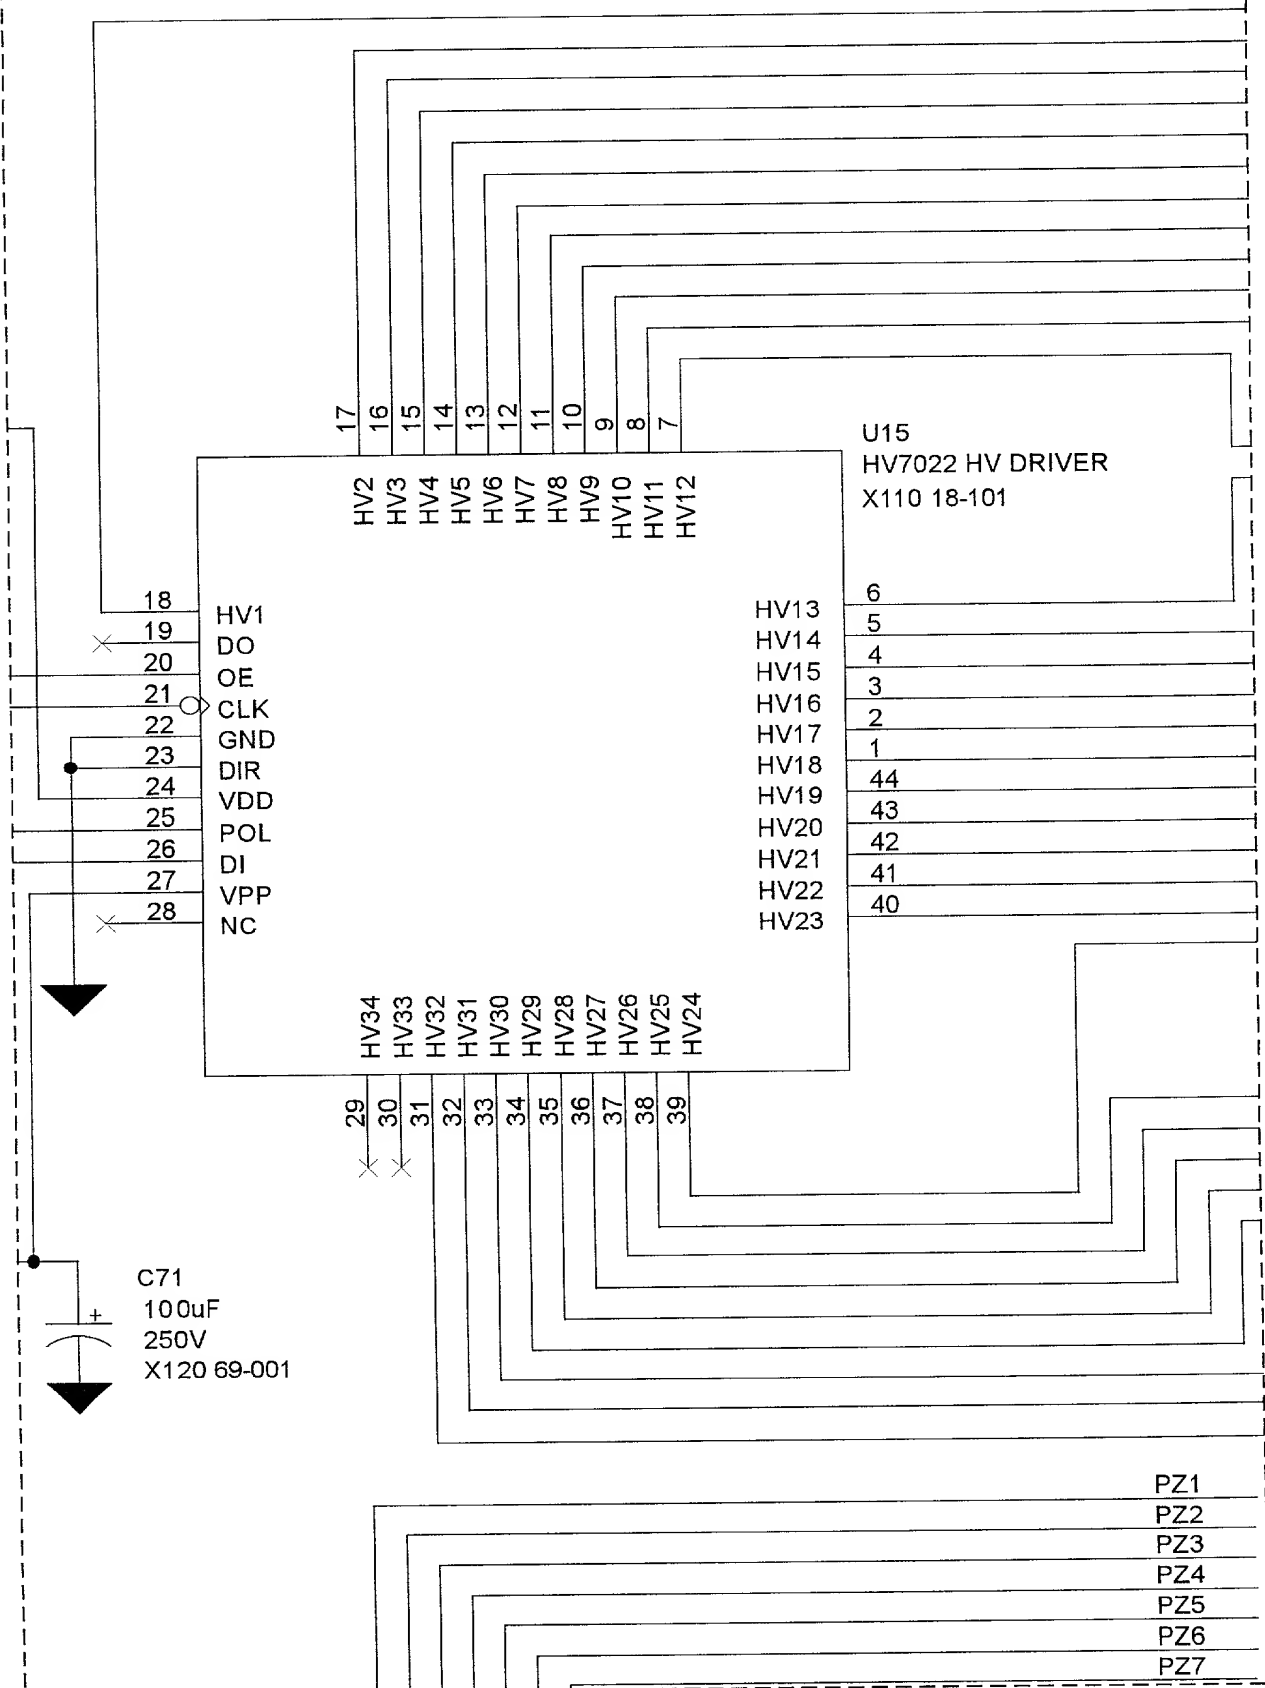 17
16
15
14
13
12
11
10
9
8
7
U15
HV7022 HV DRIVER
X110 18-101
HV2
HV3
HV4
HV5
HV6
HV7
HV8
HV9
HV10
HV11
HV12
18 HV1
19 DO
20 OE
21 CLK
22 GND
23 DIR
24 VDD
25 POL
26 DI
27 VPP
28 NC
HV13 6
HV14 5
HV15 4
HV16 3
HV17 2
HV18 1
HV19 44
HV20 43
HV21 42
HV22 41
HV23 40
HV34
HV33
HV32
HV31
HV30
HV29
HV28
HV27
HV26
HV25
HV24
29
30
31
32
33
34
35
36
37
38
39
C71
+ 100uF
250V
X120 69-001
PZ1
PZ2
PZ3
PZ4
PZ5
PZ6
PZ7